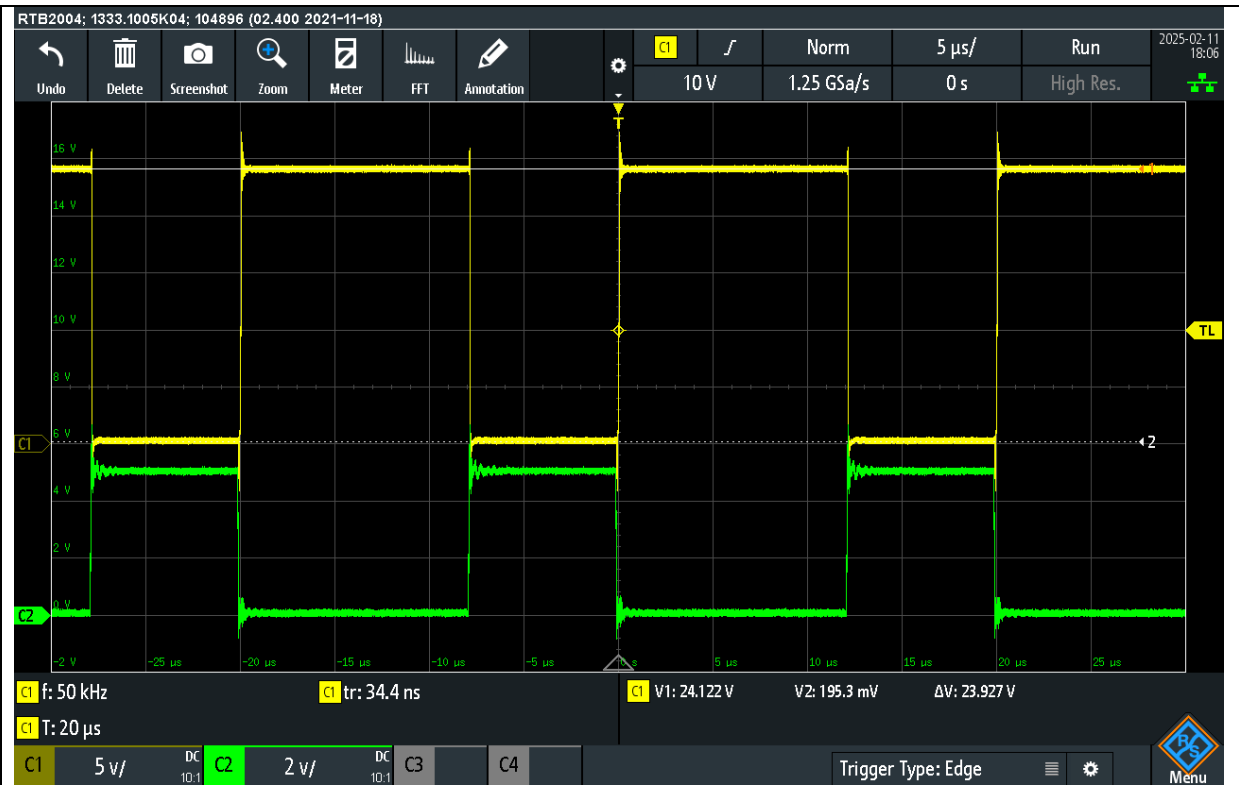 RTB2004; 1333.1005K04; 104896 (02.400 2021-11-18)
Undo Delete Screenshot Zoom Meter FFT Annotation
C1 Norm 5 µs/ Run
2025-02-11
18:06
10 V 1.25 GSa/s 0 s High Res.
T
16 V
14 V
12 V
10 V
TL
8 V
C1 6 V 2
4 V
2 V
C2 0 V
-2 V -25 µs -20 µs -15 µs -10 µs -5 µs 0 s 5 µs 10 µs 15 µs 20 µs 25 µs
C1 f: 50 kHz C1 tr: 34.4 ns C1 V1: 24.122 V V2: 195.3 mV ΔV: 23.927 V
C1 T: 20 µs
C1 5 V/ DC 10:1 C2 2 V/ DC 10:1 C3 C4 Trigger Type: Edge
R&S
Menu